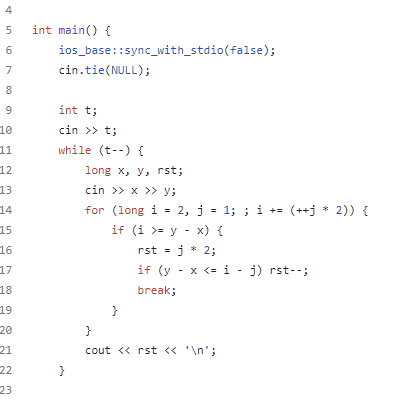 4
5 int main() {
6 ios_base::sync_with_stdio(false);
7 cin.tie(NULL);
8
9 int t;
10 cin >> t;
11 while (t--) {
12 long x, y, rst;
13 cin >> x >> y;
14 for (long i = 2, j = 1; ; i += (++j * 2)) {
15 if (i >= y - x) {
16 rst = j * 2;
17 if (y - x <= i - j) rst--;
18 break;
19 }
20 }
21 cout << rst << '\n';
22 }
23